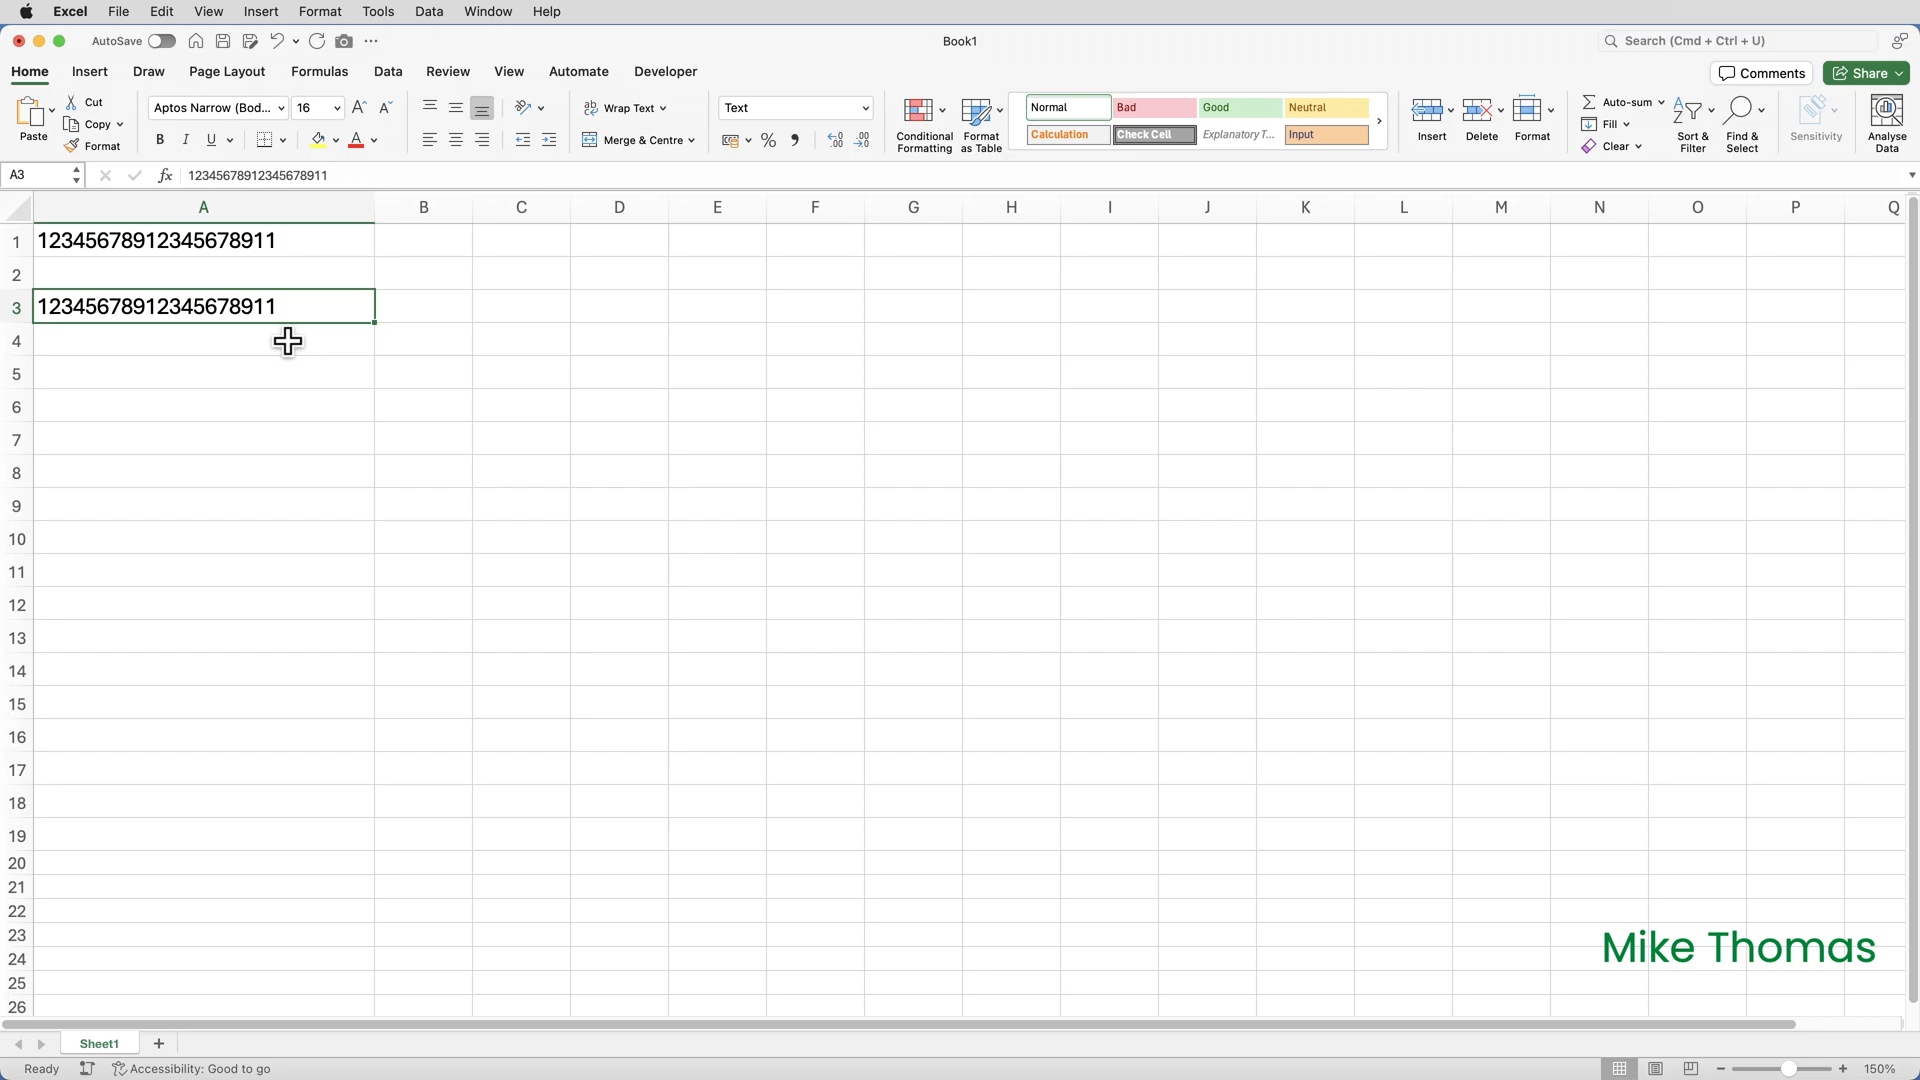 Excel File Edit View Insert Format Tools Data Window Help
AutoSave Book1 Search (Cmd + Ctrl + U)
Home Insert Draw Page Layout Formulas Data Review View Automate Developer Comments Share
Paste Cut Copy Format
Aptos Narrow (Bod... 16 A^ A˅
B I U A
Wrap Text
Merge & Centre
Text
% 9
Conditional Formatting
Format as Table
Normal Bad Good Neutral
Calculation Check Cell Explanatory T... Input
Insert Delete Format
Auto-sum
Fill
Clear
Sort & Filter
Find & Select
Sensitivity
Analyse Data
A3 fx 12345678912345678911
A B C D E F G H I J K L M N O P Q
1 12345678912345678911
2
3 12345678912345678911
4
5
6
7
8
9
10
11
12
13
14
15
16
17
18
19
20
21
22
23
24
25
26
Mike Thomas
Sheet1 +
Ready Accessibility: Good to go 150%